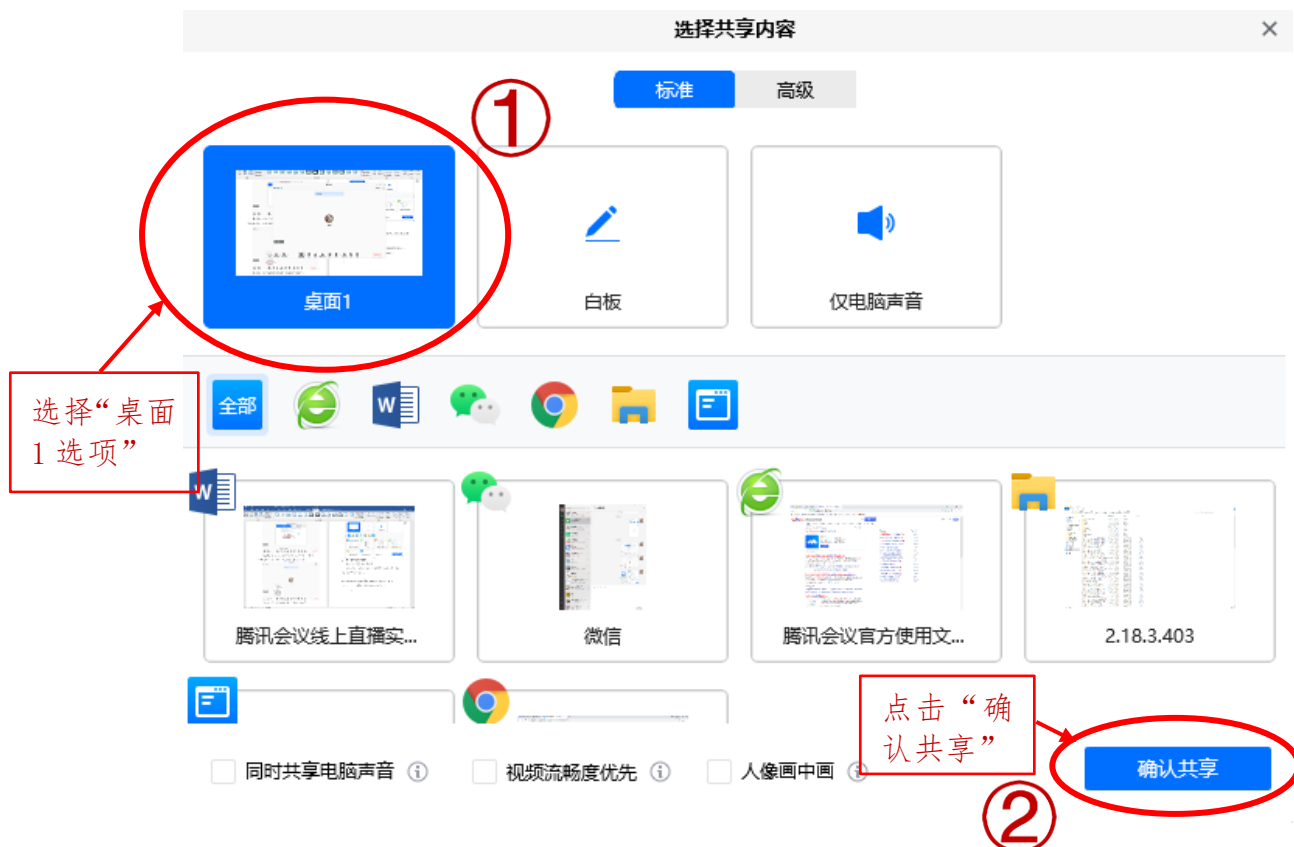 选择共享内容
标准
高级
①
桌面1
白板
仅电脑声音
选择“桌面
1选项”
全部
W
W
腾讯会议线上直播实...
微信
腾讯会议官方使用文...
2.18.3.403
点击“确
认共享”
同时共享电脑声音
视频流畅度优先
人像画中画
确认共享
②